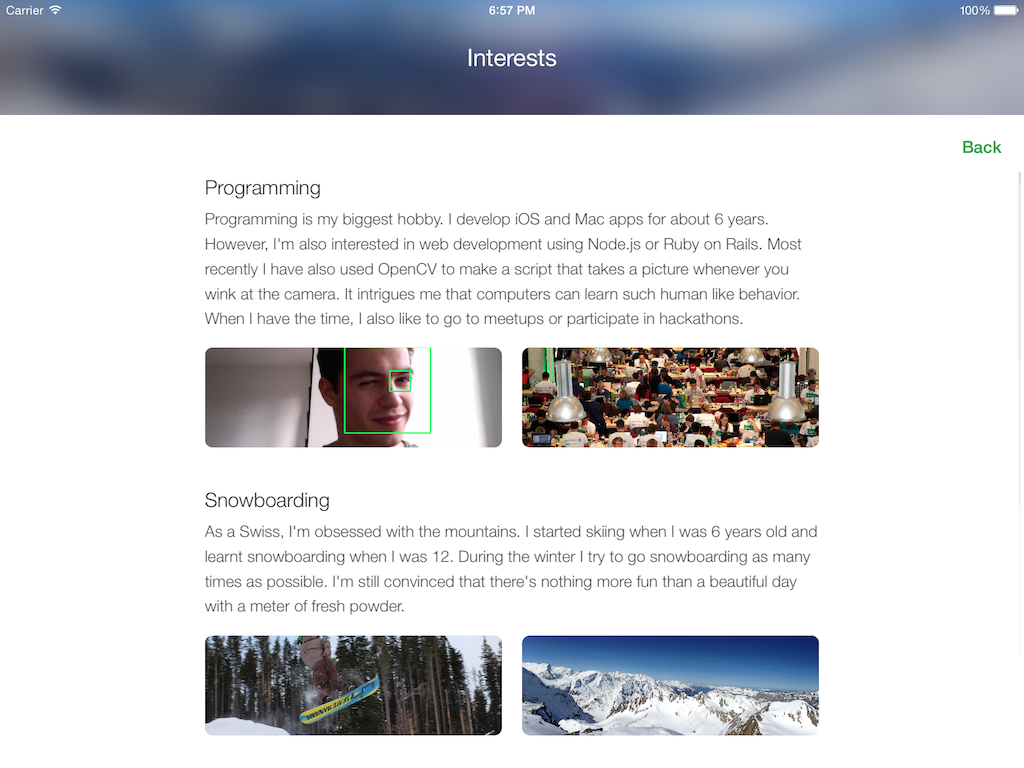 Carrier 6:57 PM 100%
Interests
Back
Programming
Programming is my biggest hobby. I develop iOS and Mac apps for about 6 years.
However, I'm also interested in web development using Node.js or Ruby on Rails. Most
recently I have also used OpenCV to make a script that takes a picture whenever you
wink at the camera. It intrigues me that computers can learn such human like behavior.
When I have the time, I also like to go to meetups or participate in hackathons.
Snowboarding
As a Swiss, I'm obsessed with the mountains. I started skiing when I was 6 years old and
learnt snowboarding when I was 12. During the winter I try to go snowboarding as many
times as possible. I'm still convinced that there's nothing more fun than a beautiful day
with a meter of fresh powder.